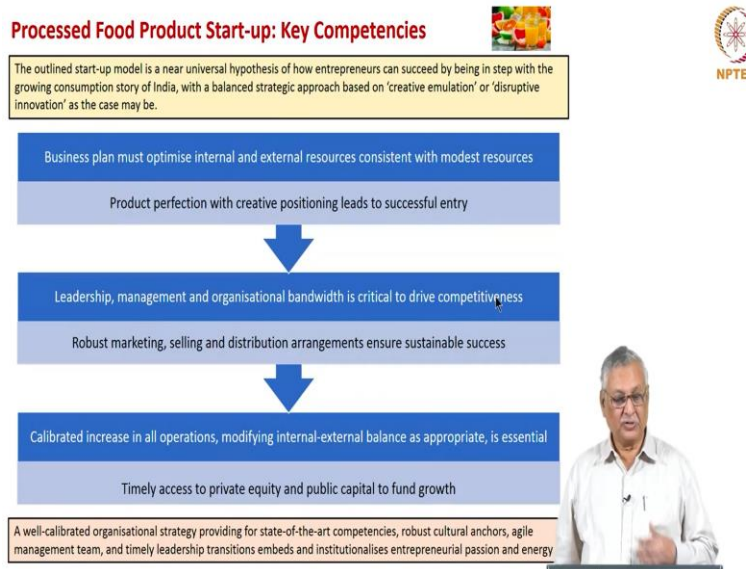 Processed Food Product Start-up: Key Competencies
NPTE
The outlined start-up model is a near universal hypothesis of how entrepreneurs can succeed by being in step with the
growing consumption story of India, with a balanced strategic approach based on ‘creative emulation’ or ‘disruptive
innovation’ as the case may be.
Business plan must optimise internal and external resources consistent with modest resources
Product perfection with creative positioning leads to successful entry
Leadership, management and organisational bandwidth is critical to drive competitiveness
Robust marketing, selling and distribution arrangements ensure sustainable success
Calibrated increase in all operations, modifying internal-external balance as appropriate, is essential
Timely access to private equity and public capital to fund growth
A well-calibrated organisational strategy providing for state-of-the-art competencies, robust cultural anchors, agile
management team, and timely leadership transitions embeds and institutionalises entrepreneurial passion and energy